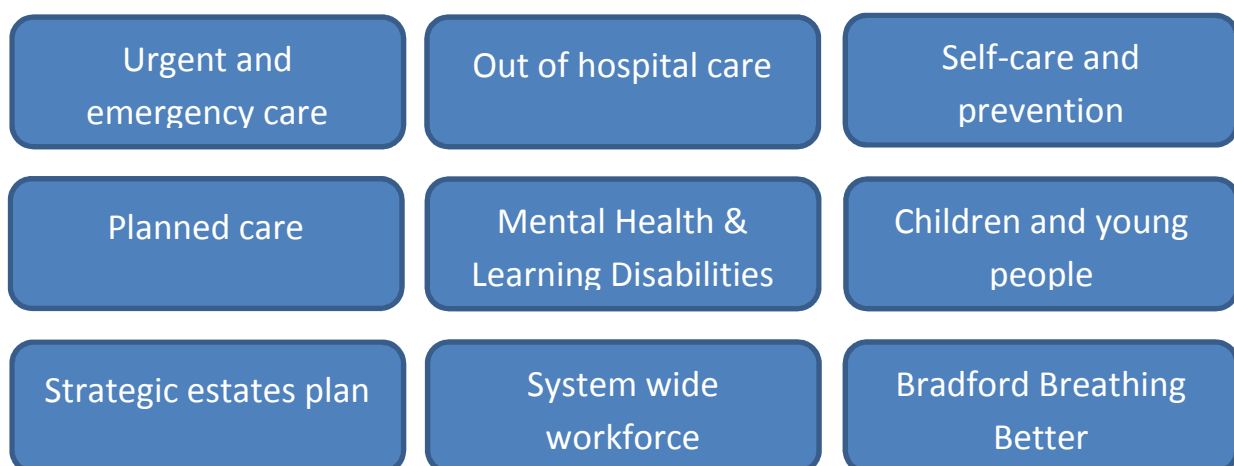 Urgent and
emergency care
Out of hospital care
Self-care and
prevention
Planned care
Mental Health &
Learning Disabilities
Children and young
people
Strategic estates plan
System wide
workforce
Bradford Breathing
Better